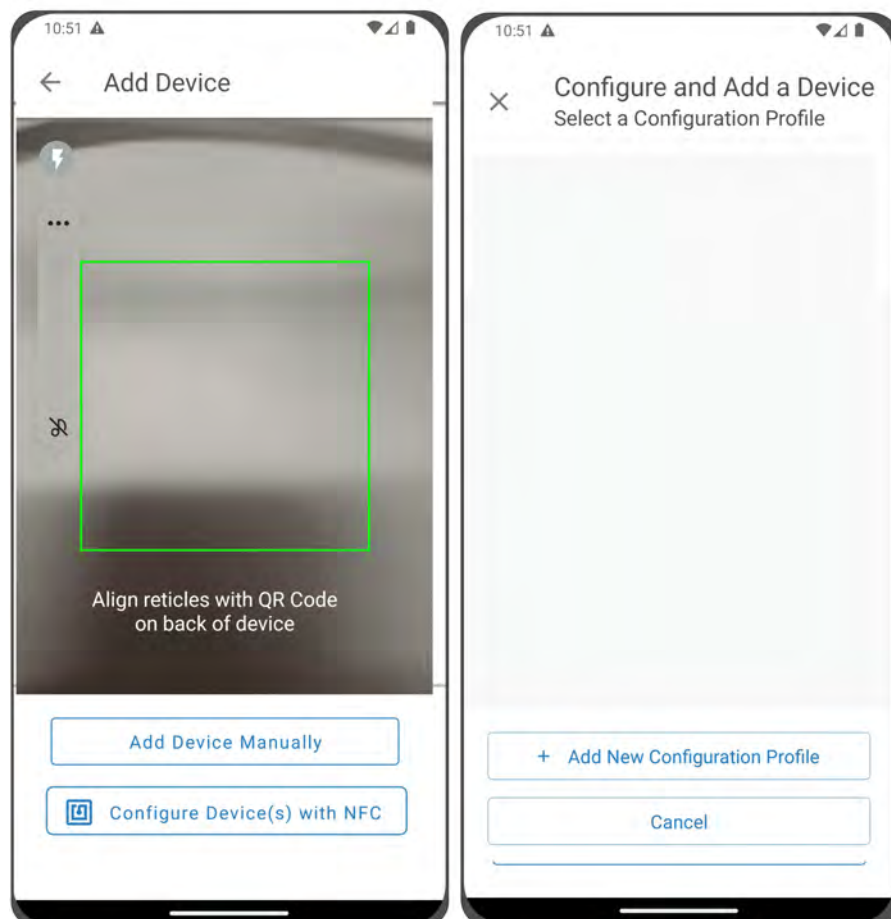 10:51
Add Device
Align reticles with QR Code
on back of device
Add Device Manually
Configure Device(s) with NFC
10:51
Configure and Add a Device
Select a Configuration Profile
+ Add New Configuration Profile
Cancel